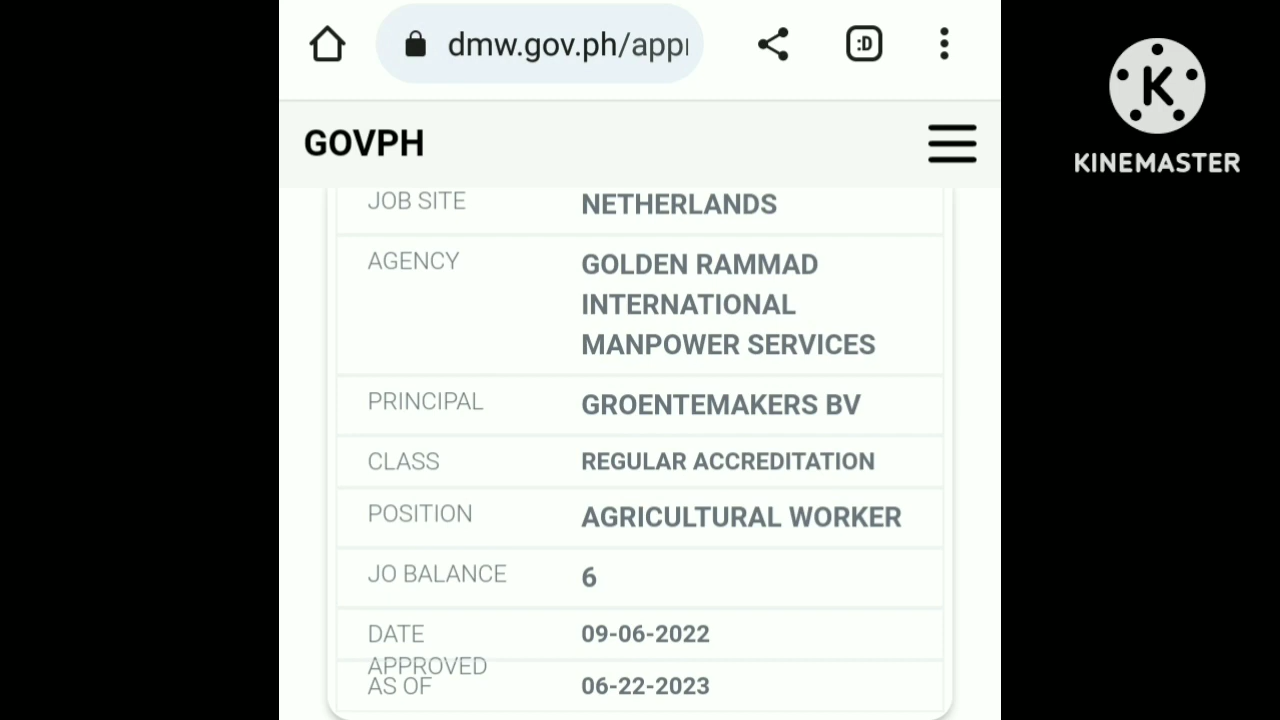 dmw.gov.ph/app
:D
K
KINEMASTER
GOVPH
JOB SITE NETHERLANDS
AGENCY GOLDEN RAMMAD
INTERNATIONAL
MANPOWER SERVICES
PRINCIPAL GROENTEMAKERS BV
CLASS REGULAR ACCREDITATION
POSITION AGRICULTURAL WORKER
JO BALANCE 6
DATE 09-06-2022
APPROVED
AS OF 06-22-2023